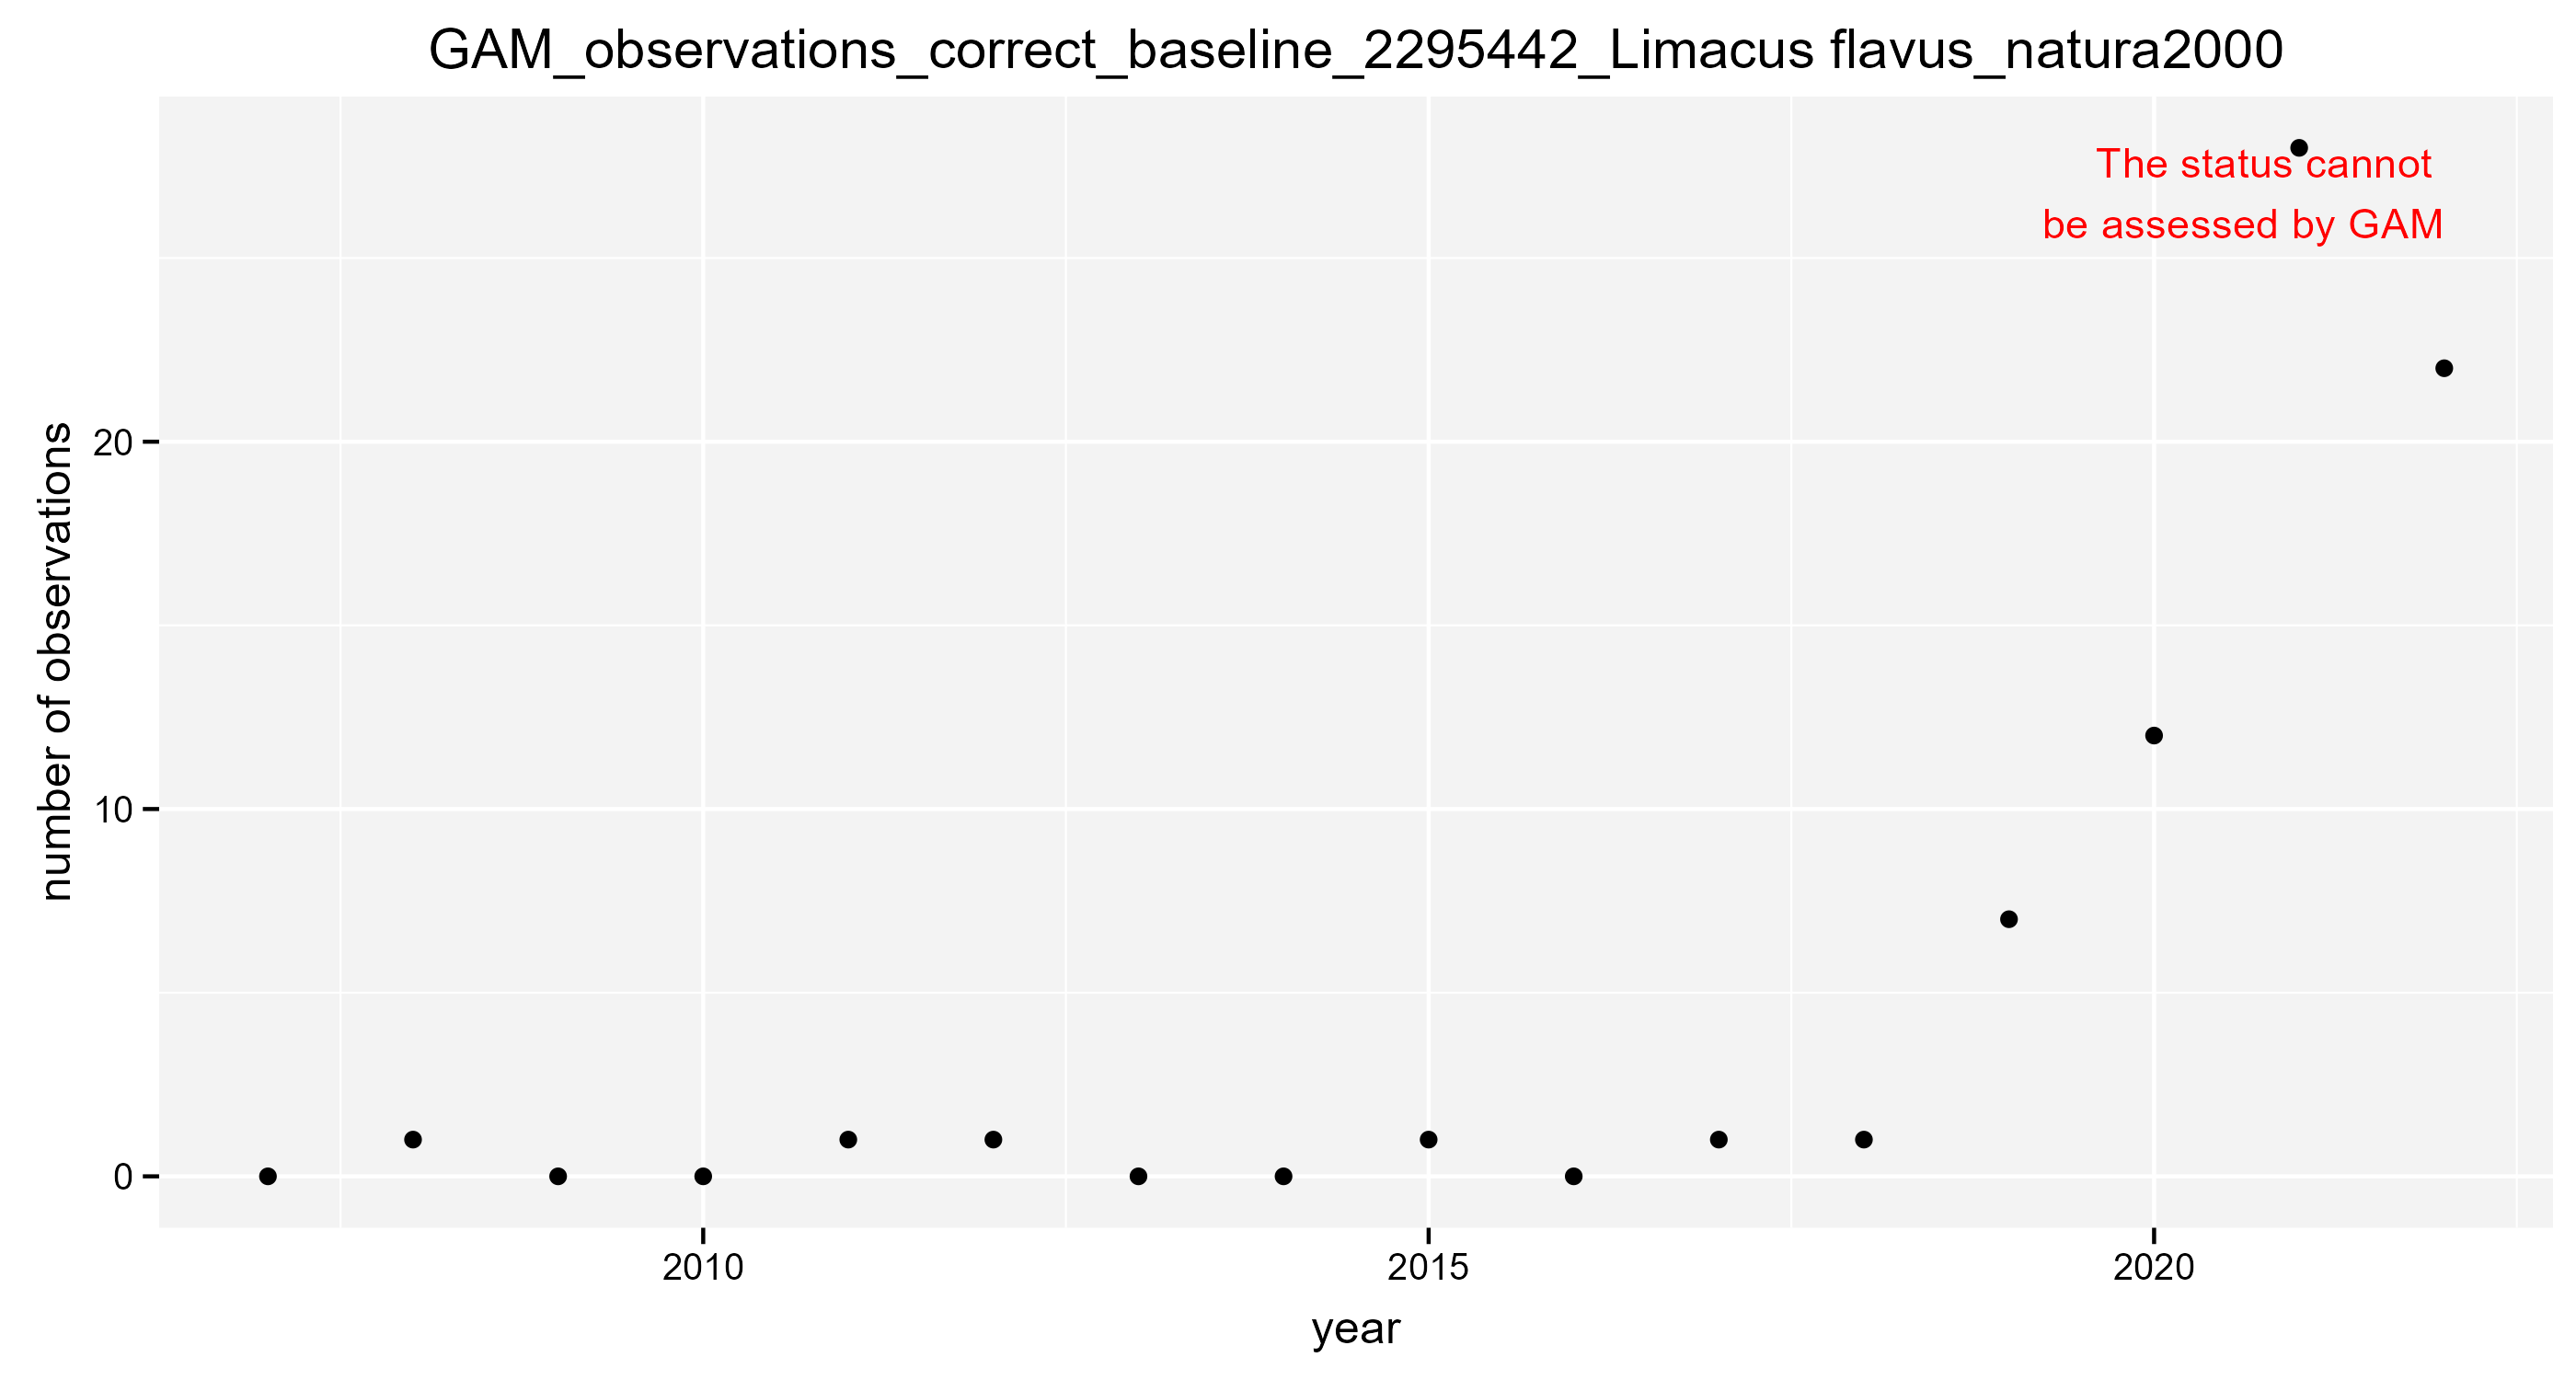 GAM_observations_correct_baseline_2295442_Limacus flavus_natura2000
The status cannot
be assessed by GAM
number of observations
20
10
0
2010
2015
2020
year